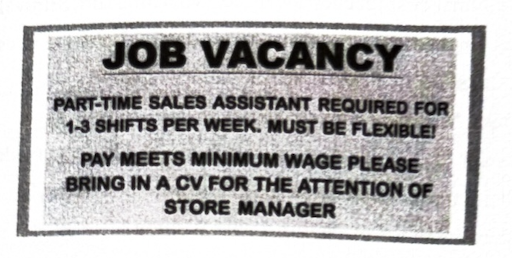 JOB VACANCY
PART-TIME SALES ASSISTANT REQUIRED FOR
1-3 SHIFTS PER WEEK. MUST BE FLEXIBLE!
PAY MEETS MINIMUM WAGE PLEASE
BRING IN A CV FOR THE ATTENTION OF
STORE MANAGER